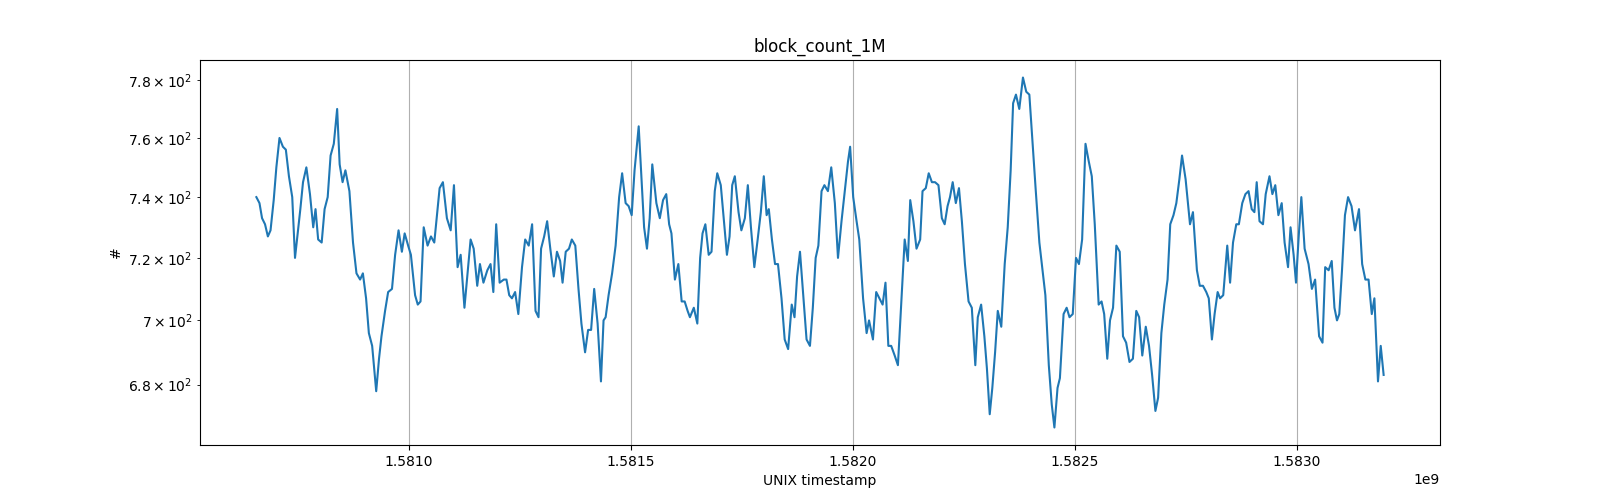 block_count_1M
7.8 × 10²
7.6 × 10²
7.4 × 10²
7.2 × 10²
7 × 10²
6.8 × 10²
#
1.5810 1.5815 1.5820 1.5825 1.5830
UNIX timestamp 1e9